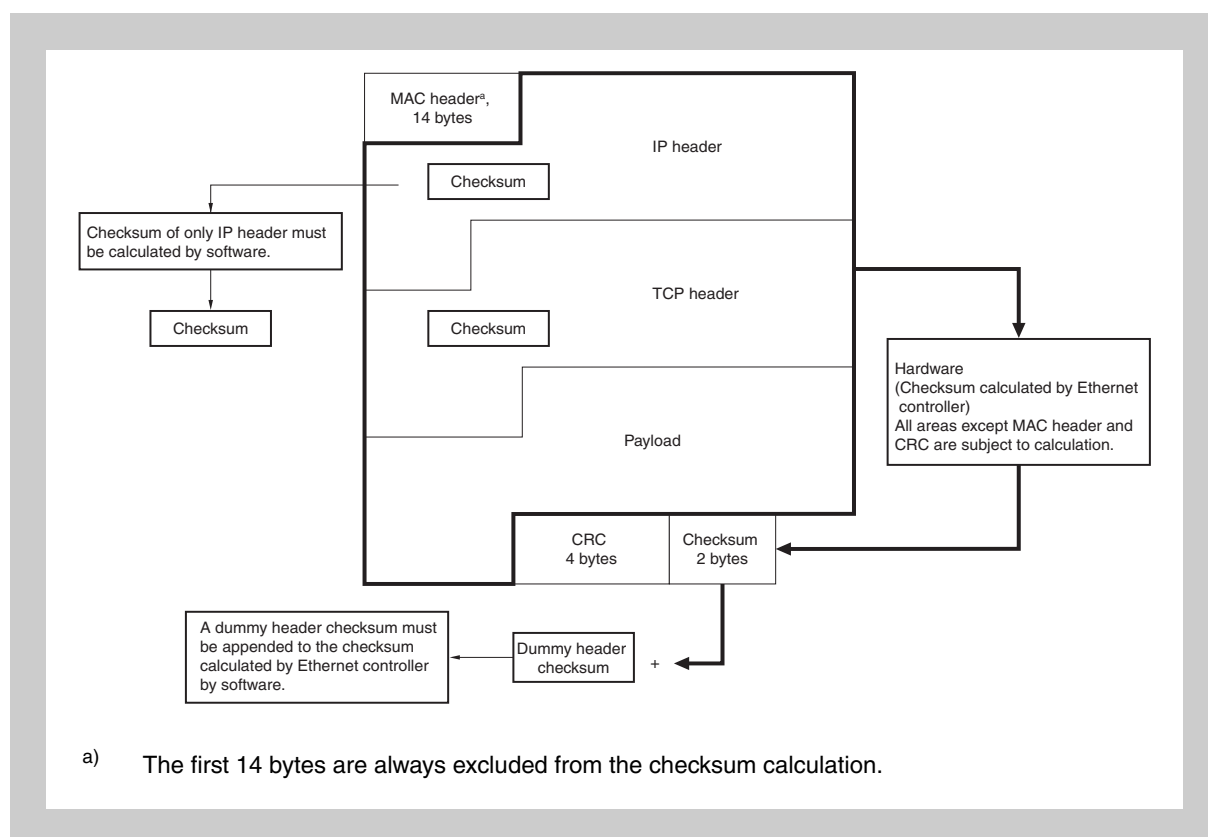 MAC headerᵃ,
14 bytes
IP header
Checksum
Checksum of only IP header must
be calculated by software.
TCP header
Checksum
Checksum
Hardware
(Checksum calculated by Ethernet
controller)
All areas except MAC header and
CRC are subject to calculation.
Payload
CRC
4 bytes
Checksum
2 bytes
A dummy header checksum must
be appended to the checksum
calculated by Ethernet controller
by software.
Dummy header
checksum
+
a) The first 14 bytes are always excluded from the checksum calculation.